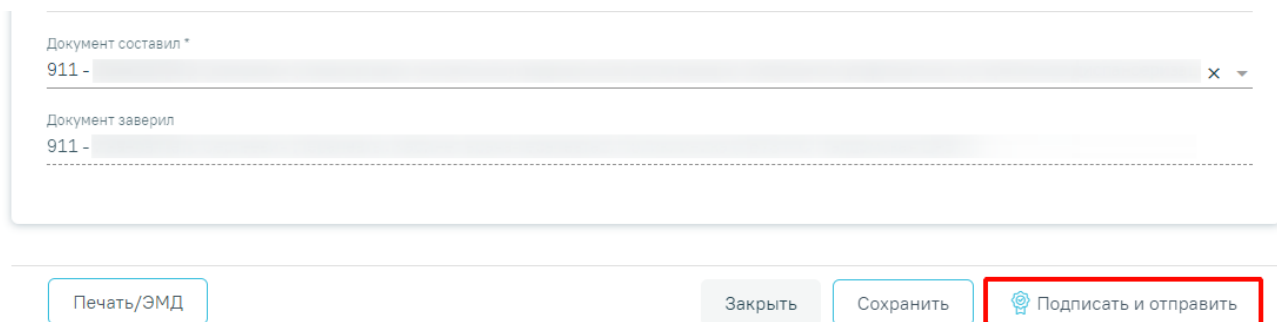 Документ составил *
911 -
Документ заверил
911 -
Печать/ЭМД Закрыть Сохранить Подписать и отправить